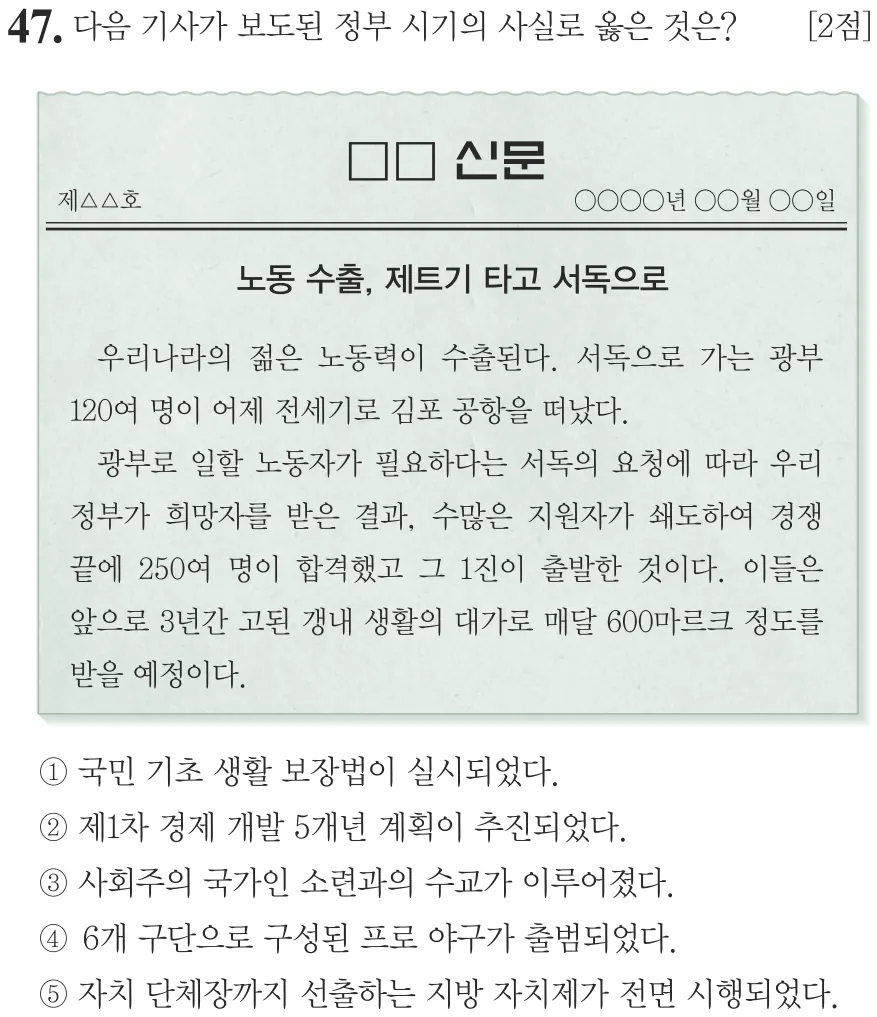 47. 다음 기사가 보도된 정부 시기의 사실로 옳은 것은? [2점]
□□ 신문
제△△호 ○○○○년 ○○월 ○○일
노동 수출, 제트기 타고 서독으로
우리나라의 젊은 노동력이 수출된다. 서독으로 가는 광부
120여 명이 어제 전세기로 김포 공항을 떠났다.
광부로 일할 노동자가 필요하다는 서독의 요청에 따라 우리
정부가 희망자를 받은 결과, 수많은 지원자가 쇄도하여 경쟁
끝에 250여 명이 합격했고 그 1진이 출발한 것이다. 이들은
앞으로 3년간 고된 갱내 생활의 대가로 매달 600마르크 정도를
받을 예정이다.
① 국민 기초 생활 보장법이 실시되었다.
② 제1차 경제 개발 5개년 계획이 추진되었다.
③ 사회주의 국가인 소련과의 수교가 이루어졌다.
④ 6개 구단으로 구성된 프로 야구가 출범되었다.
⑤ 자치 단체장까지 선출하는 지방 자치제가 전면 시행되었다.